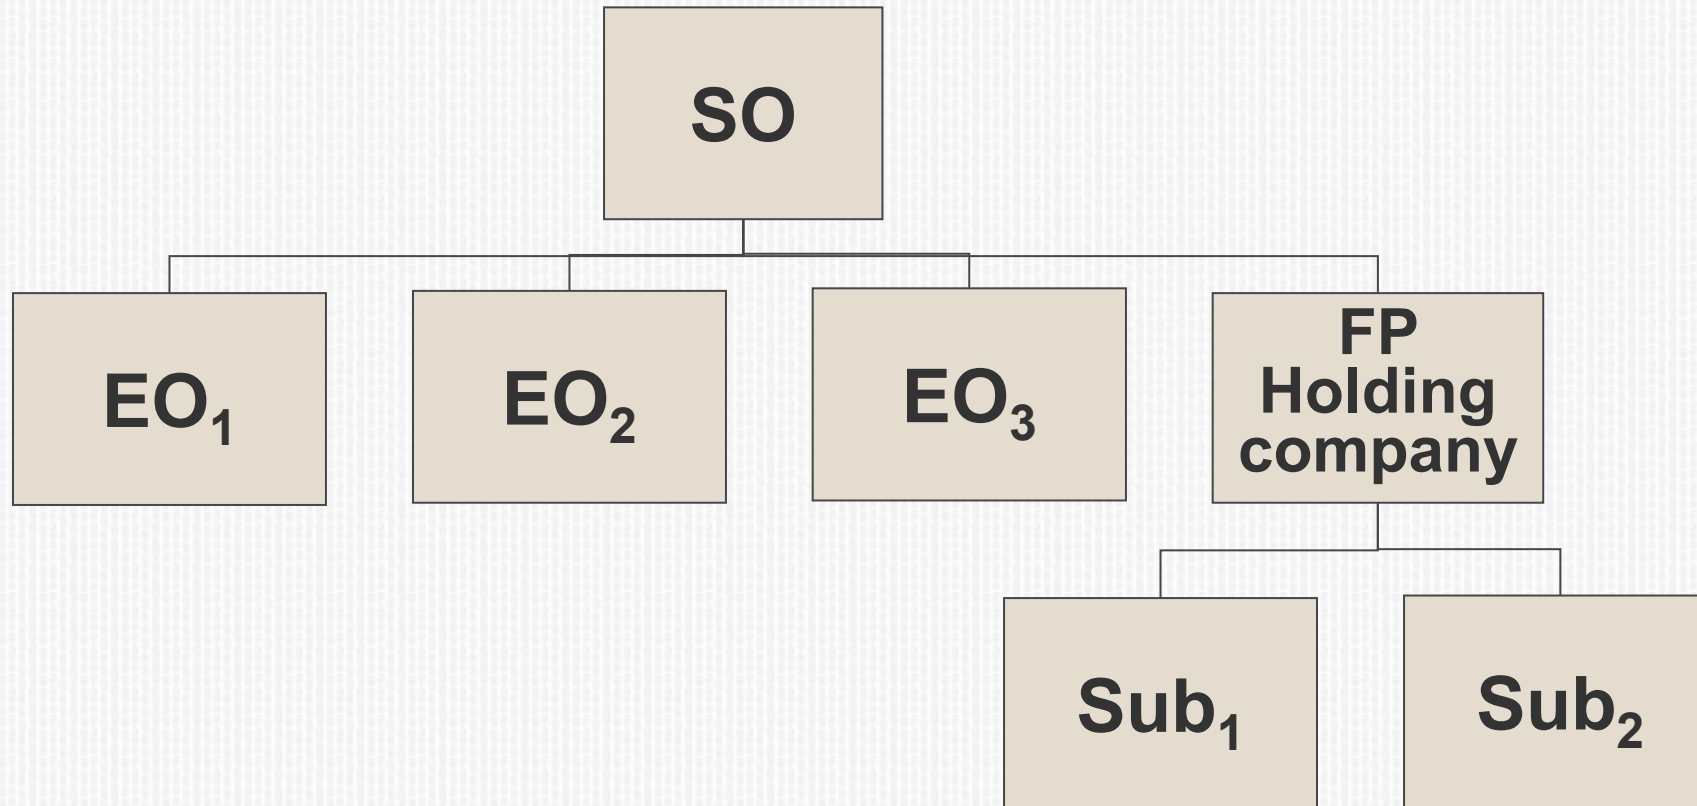 SO
EO₁
EO₂
EO₃
FP
Holding
company
Sub₁
Sub₂